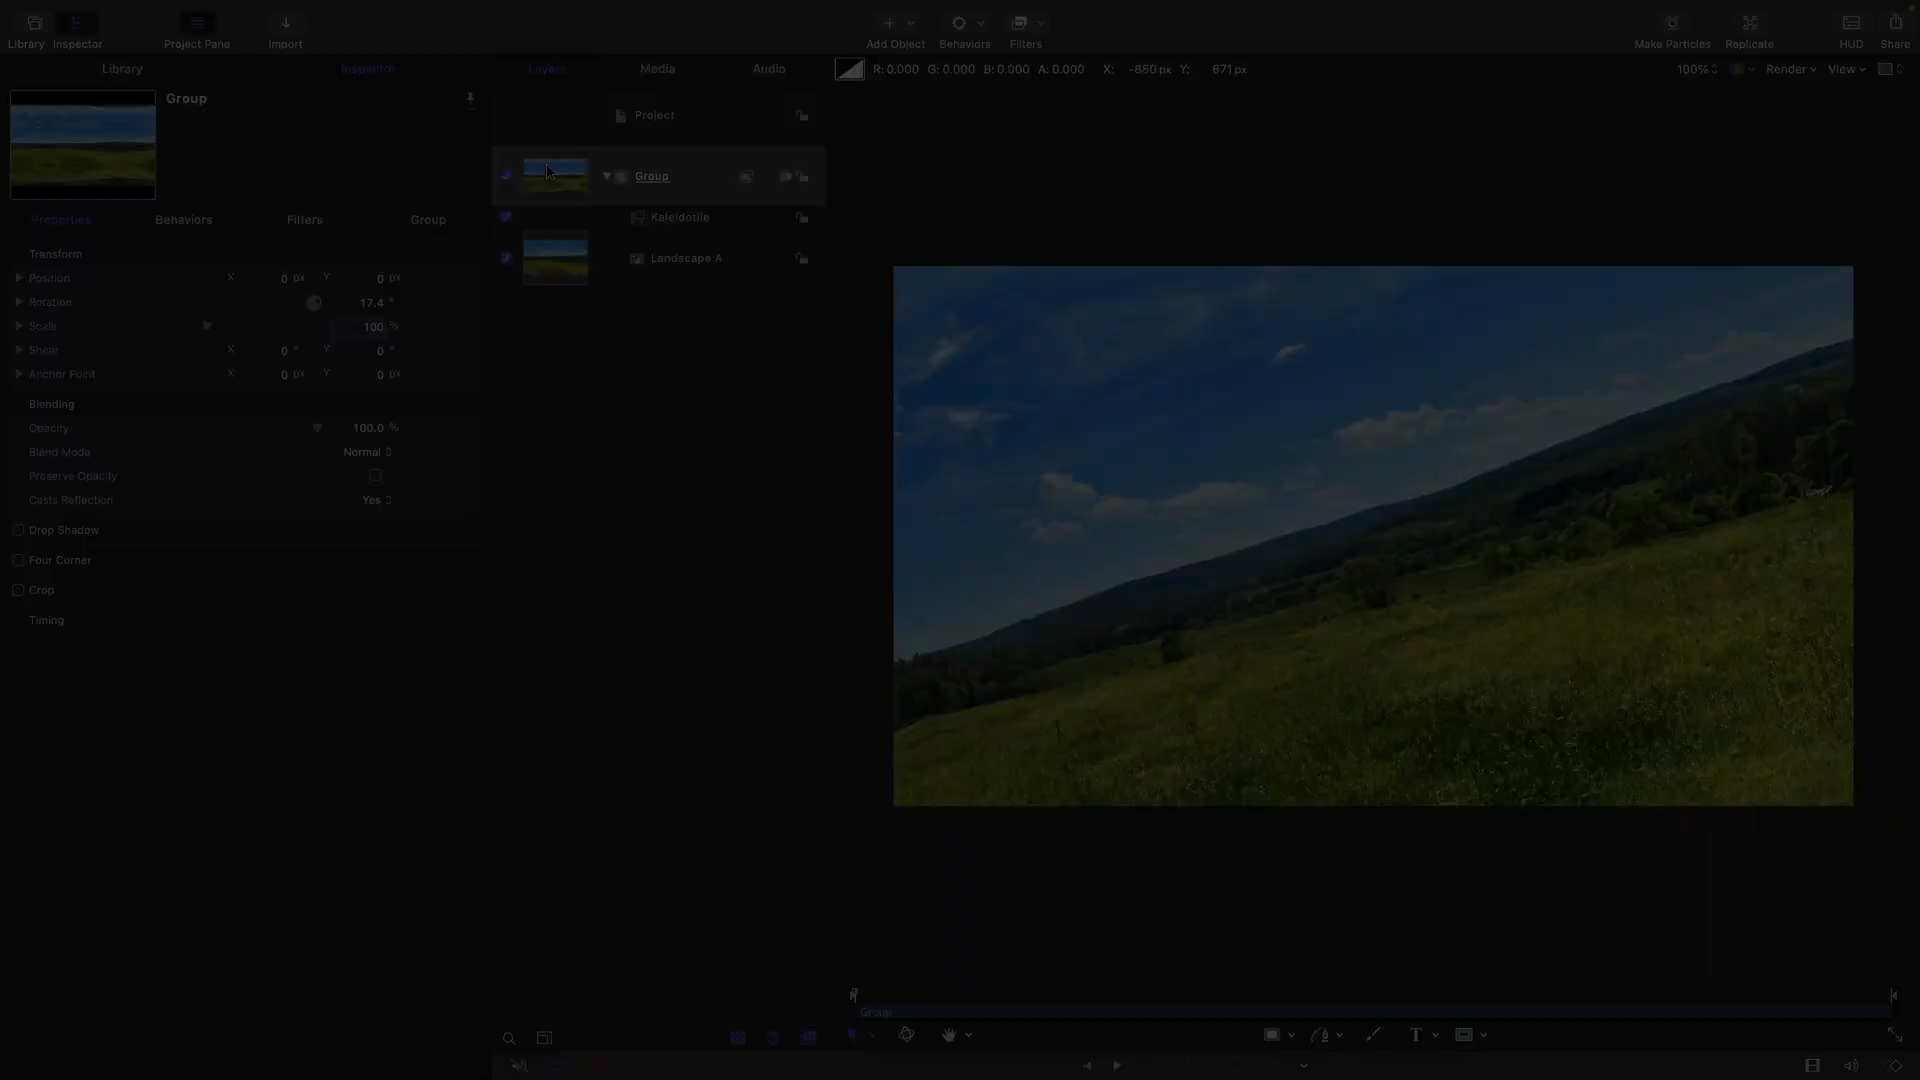 Library
Inspector
Project Pane
Import
Add Object
Behaviors
Filters
Make Particles
Replicate
HUD
Share
Library
Inspector
Layers
Media
Audio
R: 0.000 G: 0.000 B: 0.000 A: 0.000 X: -850 px Y: 671 px
100%
Render
View
Group
Project
Group
Kaleidotile
Landscape A
Properties
Behaviors
Filters
Group
Transform
Position X 0 px Y 0 px
Rotation 17.4 °
Scale 100 %
Shear X 0 ° Y 0 °
Anchor Point X 0 px Y 0 px
Blending
Opacity 100.0 %
Blend Mode Normal
Preserve Opacity
Casts Reflection Yes
Drop Shadow
Four Corner
Crop
Timing
Group
T